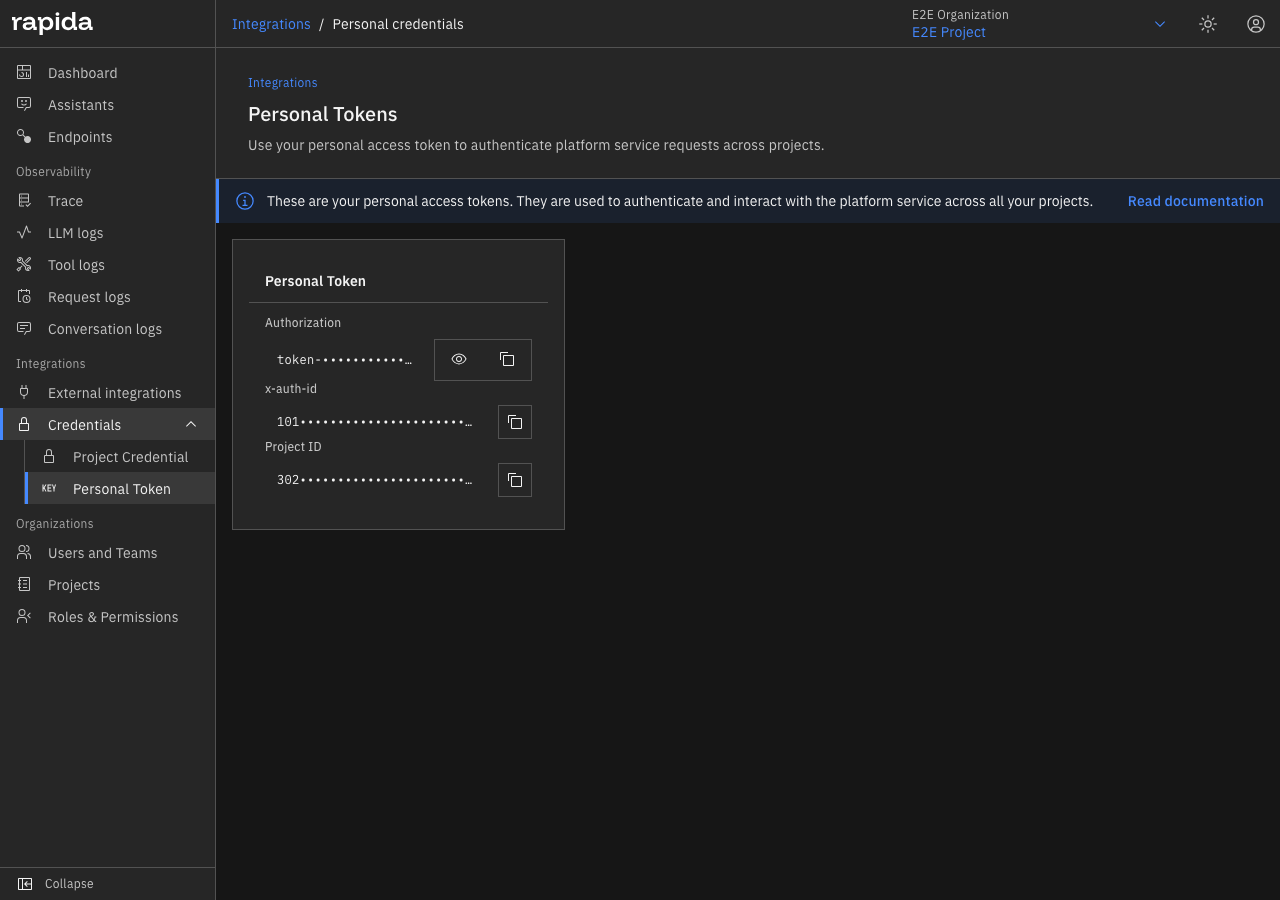 rapida
Integrations / Personal credentials
E2E Organization
E2E Project
Dashboard
Assistants
Endpoints
Observability
Trace
LLM logs
Tool logs
Request logs
Conversation logs
Integrations
External integrations
Credentials
Project Credential
KEY Personal Token
Organizations
Users and Teams
Projects
Roles & Permissions
Collapse
Integrations
Personal Tokens
Use your personal access token to authenticate platform service requests across projects.
These are your personal access tokens. They are used to authenticate and interact with the platform service across all your projects. Read documentation
Personal Token
Authorization
token-•••••••••••…
x-auth-id
101•••••••••••••••••••••…
Project ID
302•••••••••••••••••••••…